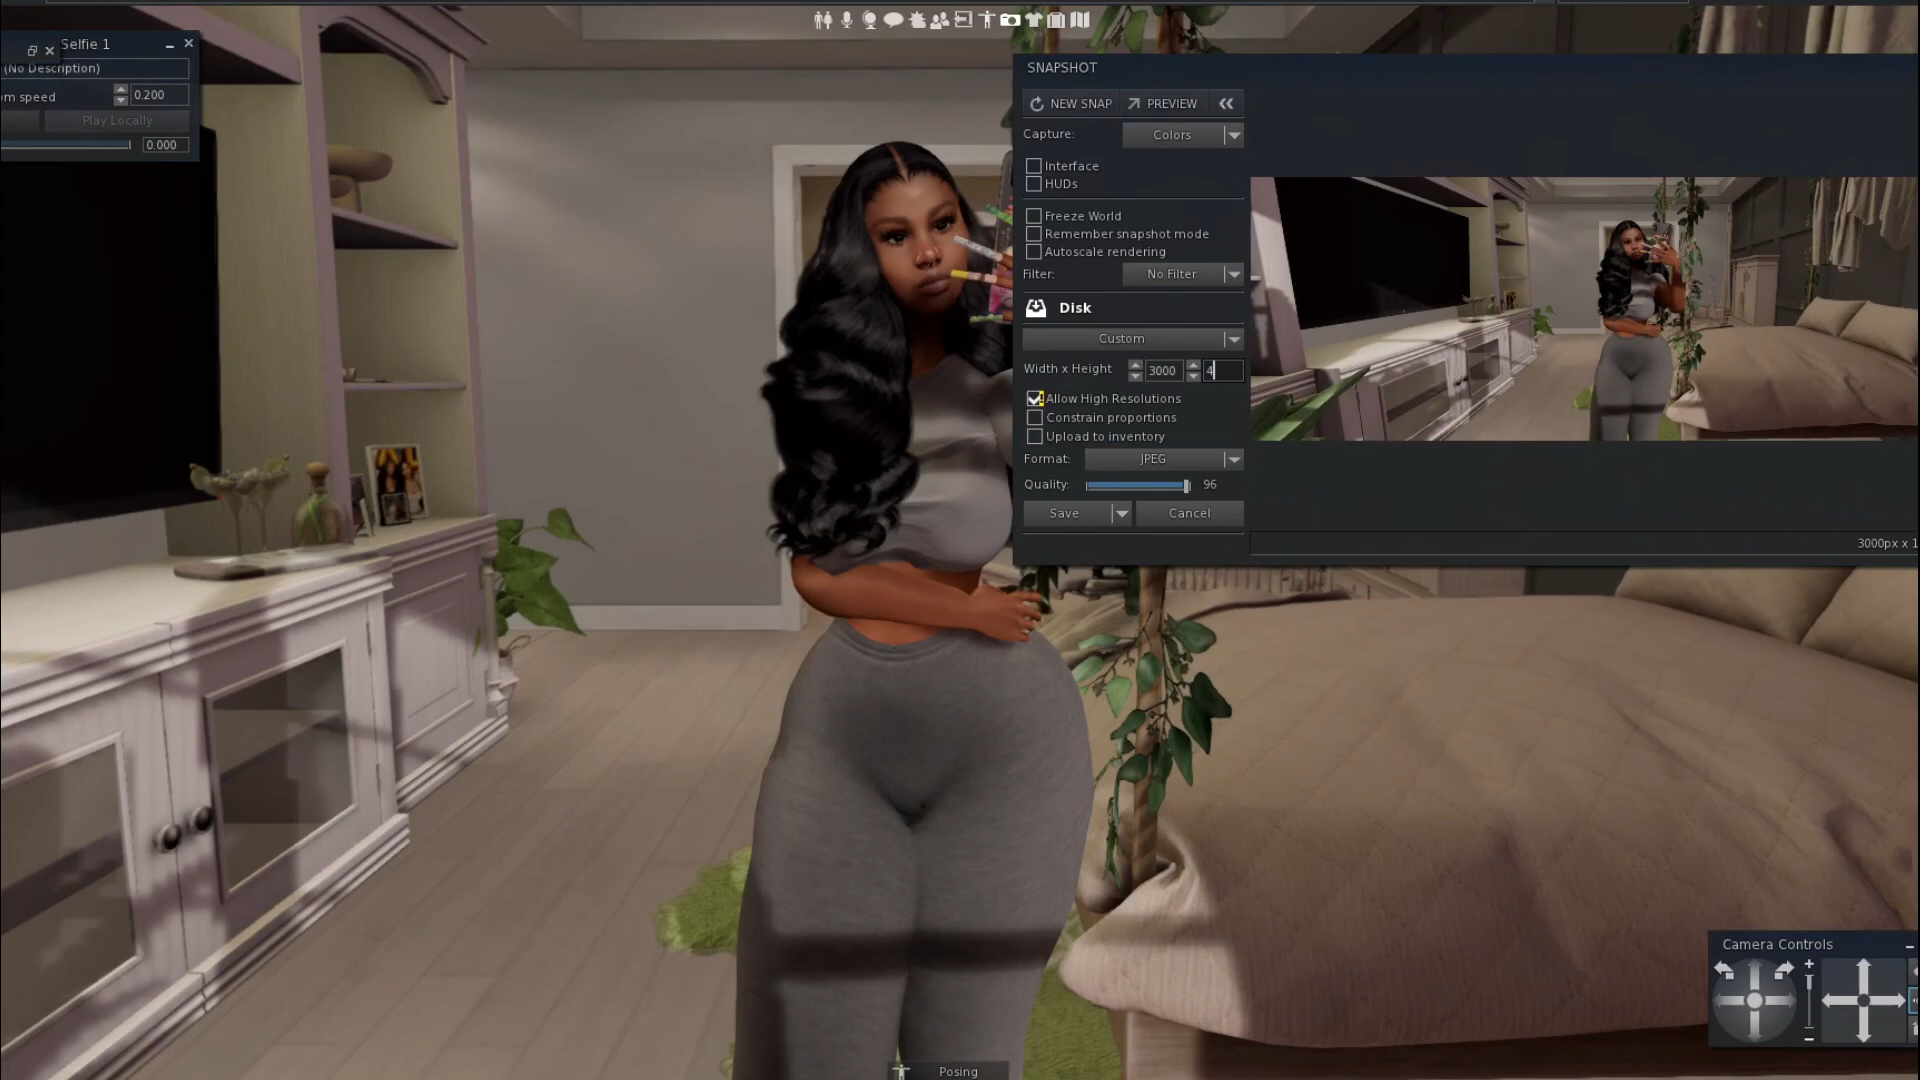 Selfie 1
(No Description)
om speed
0.200
Play Locally
0.000
SNAPSHOT
NEW SNAP PREVIEW
Capture: Colors
Interface
HUDs
Freeze World
Remember snapshot mode
Autoscale rendering
Filter: No Filter
Disk
Custom
Width x Height 3000 4
Allow High Resolutions
Constrain proportions
Upload to inventory
Format: JPEG
Quality: 96
Save Cancel
3000px x 1
Camera Controls
Posing